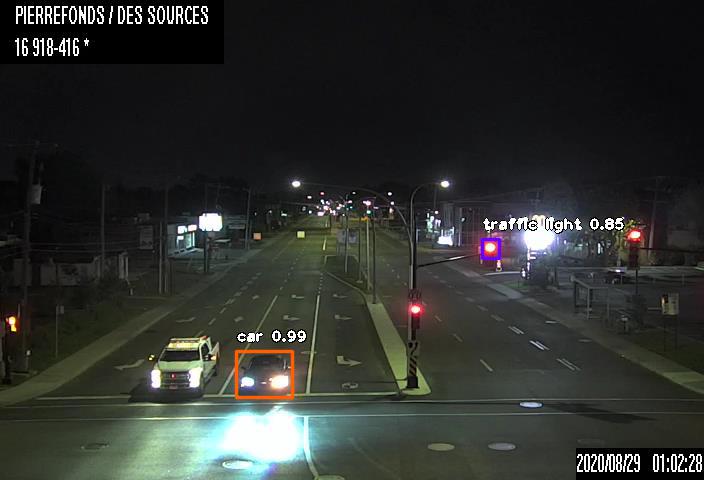 PIERREFONDS / DES SOURCES
16 918-416 *
traffic light 0.85
car 0.99
2020/08/29 01:02:28